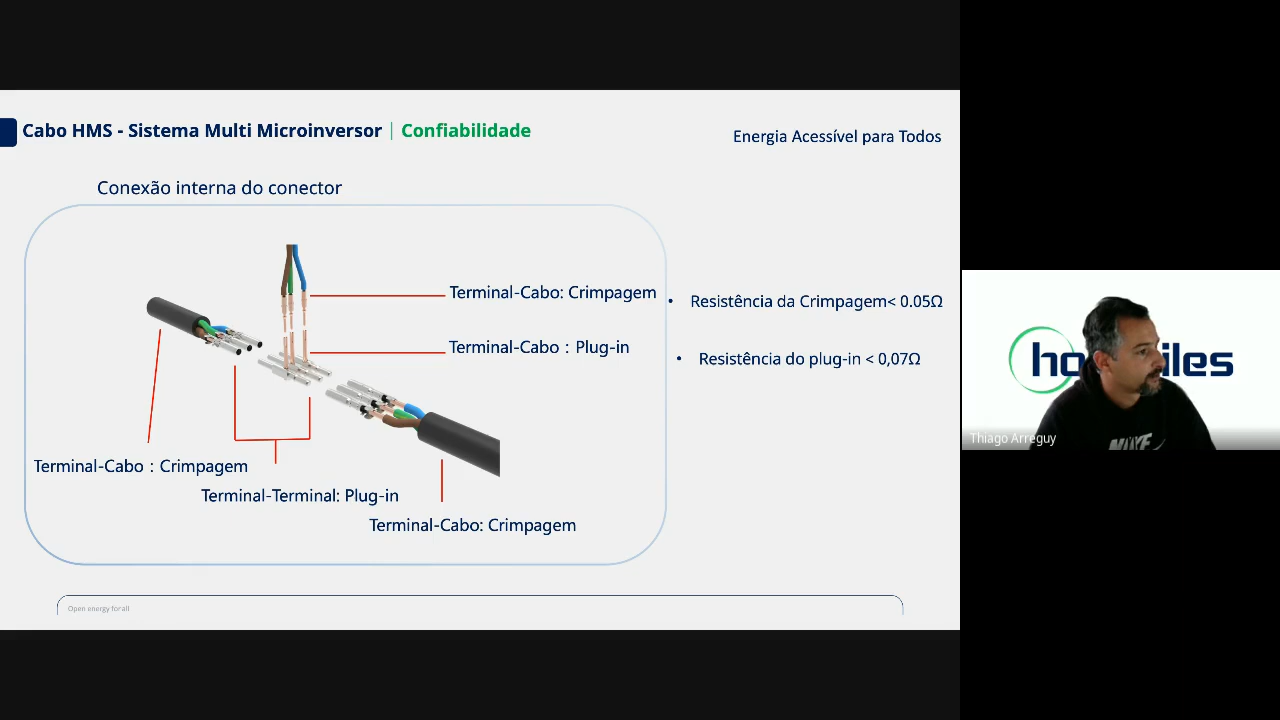 Cabo HMS - Sistema Multi Microinversor | Confiabilidade
Energia Acessível para Todos
Conexão interna do conector
Terminal-Cabo: Crimpagem
Terminal-Cabo : Plug-in
Terminal-Cabo : Crimpagem
Terminal-Terminal: Plug-in
Terminal-Cabo: Crimpagem
• Resistência da Crimpagem< 0.05Ω
• Resistência do plug-in < 0,07Ω
Open energy for all
ho iles
Thiago Arreguy